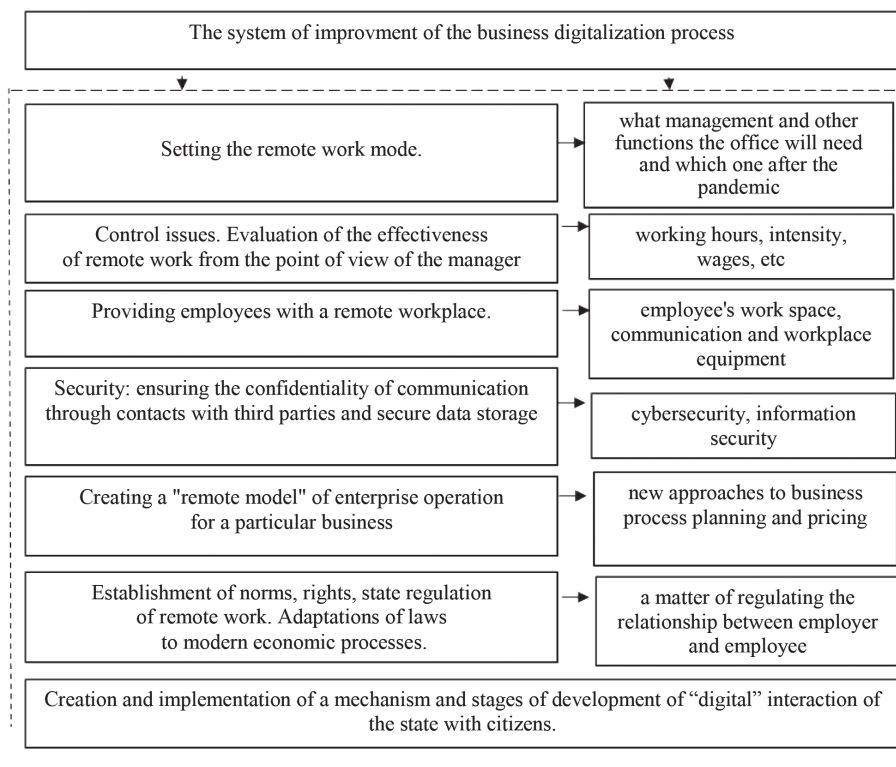 The system of improvment of the business digitalization process
Setting the remote work mode.
what management and other
functions the office will need
and which one after the
pandemic
Control issues. Evaluation of the effectiveness
of remote work from the point of view of the manager
working hours, intensity,
wages, etc
Providing employees with a remote workplace.
employee's work space,
communication and workplace
equipment
Security: ensuring the confidentiality of communication
through contacts with third parties and secure data storage
cybersecurity, information
security
Creating a "remote model" of enterprise operation
for a particular business
new approaches to business
process planning and pricing
Establishment of norms, rights, state regulation
of remote work. Adaptations of laws
to modern economic processes.
a matter of regulating the
relationship between employer
and employee
Creation and implementation of a mechanism and stages of development of “digital” interaction of
the state with citizens.